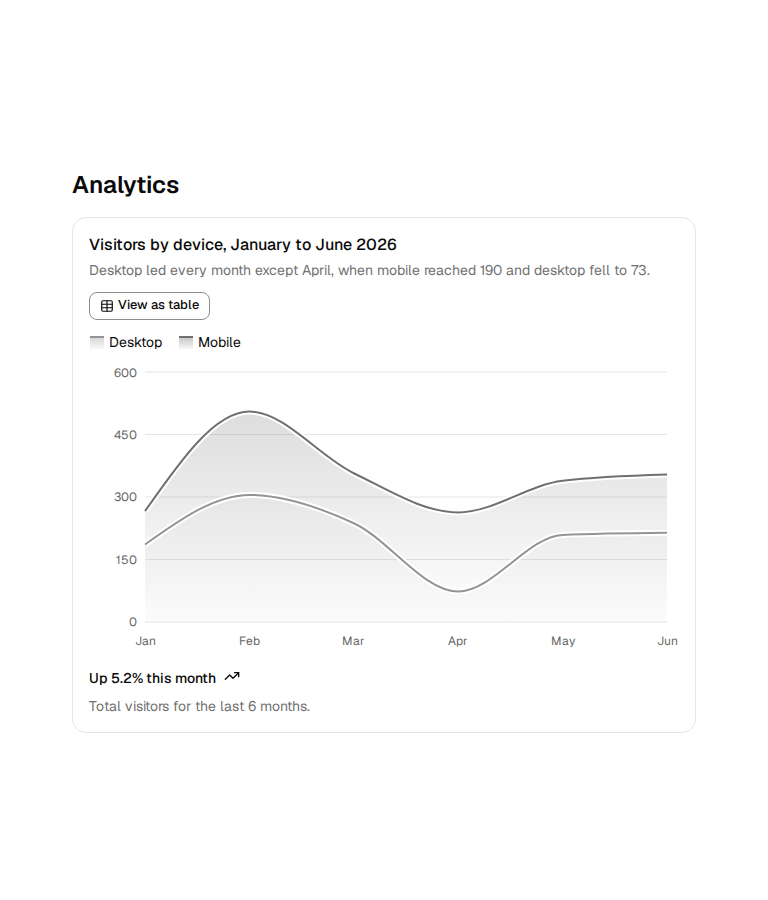 Analytics
Visitors by device, January to June 2026
Desktop led every month except April, when mobile reached 190 and desktop fell to 73.
View as table
Desktop Mobile
600
450
300
150
0
Jan Feb Mar Apr May Jun
Up 5.2% this month
Total visitors for the last 6 months.